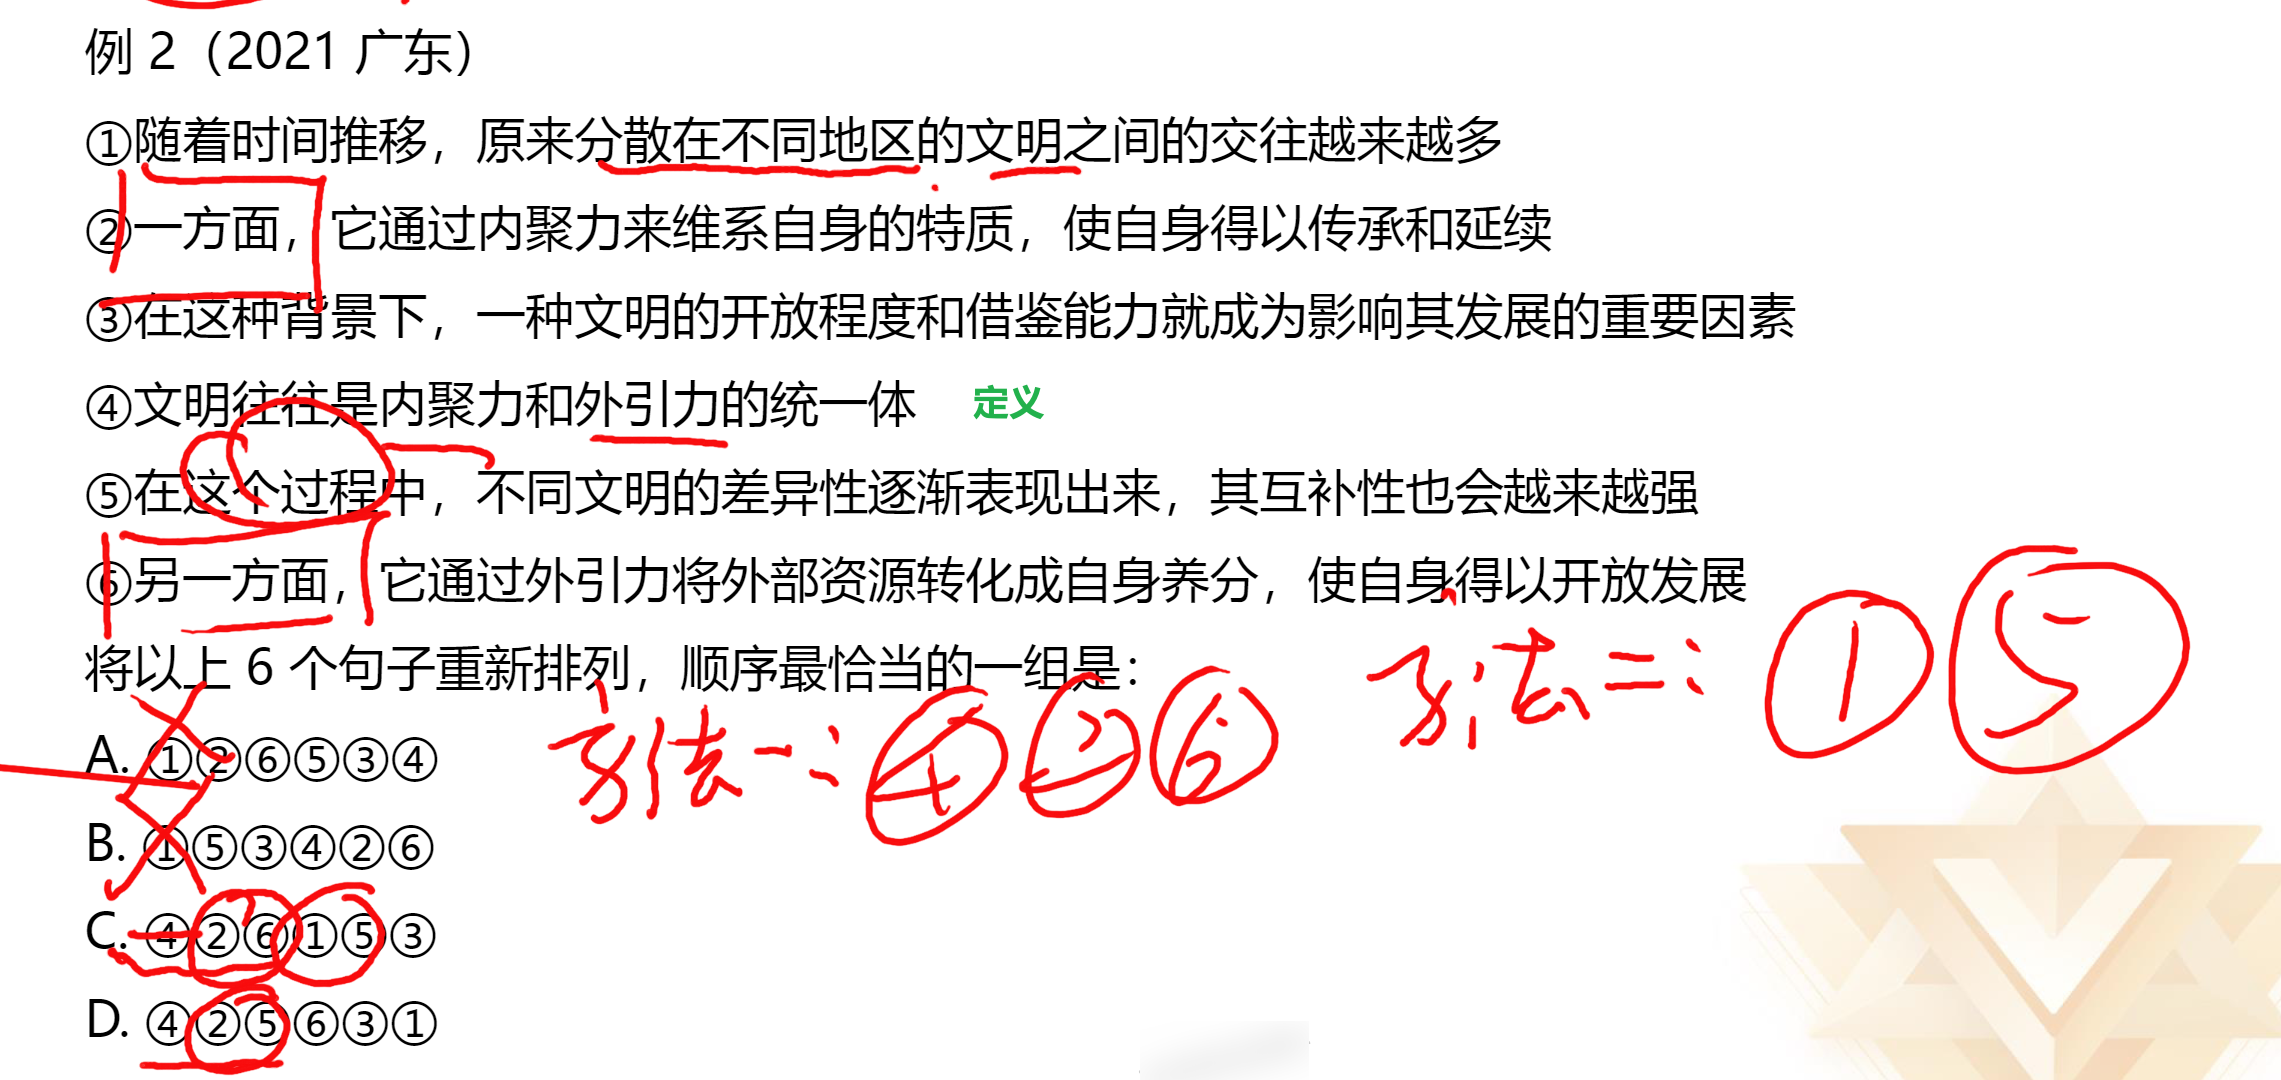 例 2（2021 广东）
①随着时间推移，原来分散在不同地区的文明之间的交往越来越多
②一方面，它通过内聚力来维系自身的特质，使自身得以传承和延续
③在这种背景下，一种文明的开放程度和借鉴能力就成为影响其发展的重要因素
④文明往往是内聚力和外引力的统一体 定义
⑤在这个过程中，不同文明的差异性逐渐表现出来，其互补性也会越来越强
⑥另一方面，它通过外引力将外部资源转化成自身养分，使自身得以开放发展
将以上 6 个句子重新排列，顺序最恰当的一组是：
方法二：①⑤
方法一：④②⑥
A. ①②⑥⑤③④
B. ①⑤③④②⑥
C. ④②⑥①⑤③
D. ④②⑤⑥③①